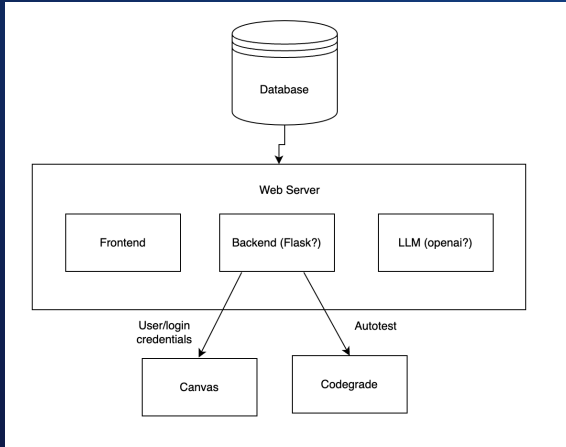 Database
Web Server
Frontend
Backend (Flask?)
LLM (openai?)
User/login
credentials
Autotest
Canvas
Codegrade